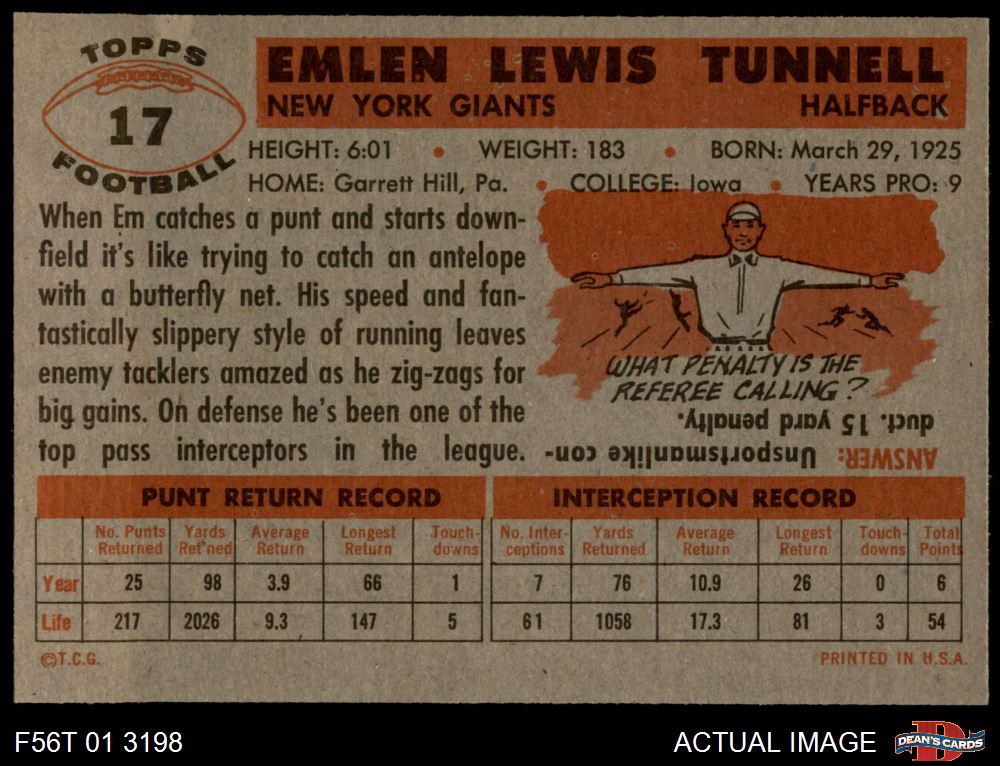 TOPPS
17
FOOTBALL
EMLEN LEWIS TUNNELL
NEW YORK GIANTS HALFBACK
HEIGHT: 6:01 • WEIGHT: 183 • BORN: March 29, 1925
HOME: Garrett Hill, Pa. • COLLEGE: Iowa • YEARS PRO: 9
When Em catches a punt and starts down-
field it's like trying to catch an antelope
with a butterfly net. His speed and fan-
tastically slippery style of running leaves
enemy tacklers amazed as he zig-zags for
big gains. On defense he's been one of the
top pass interceptors in the league.
WHAT PENALTY IS THE
REFEREE CALLING?
ANSWER: Unsportsmanlike con-
duct. 15 yard penalty.
PUNT RETURN RECORD
No. Punts Returned Yards Ret'ned Average Return Longest Return Touch-downs
Year 25 98 3.9 66 1
Life 217 2026 9.3 147 5
INTERCEPTION RECORD
No. Inter-ceptions Yards Returned Average Return Longest Return Touch-downs Total Points
7 76 10.9 26 0 6
61 1058 17.3 81 3 54
©T.C.G. PRINTED IN U.S.A.
F56T 01 3198 ACTUAL IMAGE DEAN'S CARDS